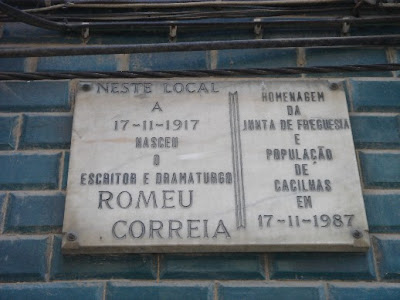 NESTE LOCAL
A
17-11-1917
NASCEU
O
ESCRITOR E DRAMATURGO
ROMEU
CORREIA
HOMENAGEM
DA
JUNTA DE FREGUESIA
E
POPULAÇÃO
DE
CACILHAS
EM
17-11-1987